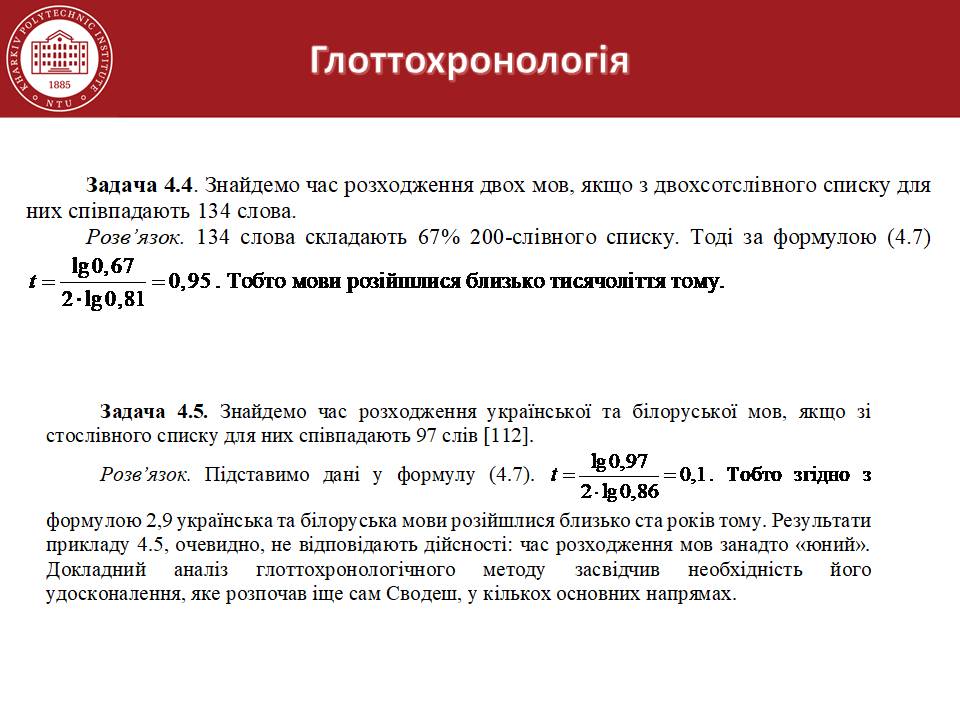 KHARKIV POLYTECHNIC INSTITUTE
1885
NTU
Глоттохронологія
Задача 4.4. Знайдемо час розходження двох мов, якщо з двохсотслівного списку для
них співпадають 134 слова.
Розв’язок. 134 слова складають 67% 200-слівного списку. Тоді за формулою (4.7)
t = lg 0,67 / 2·lg 0,81 = 0,95 . Тобто мови розійшлися близько тисячоліття тому.
Задача 4.5. Знайдемо час розходження української та білоруської мов, якщо зі
стослівного списку для них співпадають 97 слів [112].
Розв’язок. Підставимо дані у формулу (4.7). t = lg 0,97 / 2·lg 0,86 = 0,1 . Тобто згідно з
формулою 2,9 українська та білоруська мови розійшлися близько ста років тому. Результати
прикладу 4.5, очевидно, не відповідають дійсності: час розходження мов занадто «юний».
Докладний аналіз глоттохронологічного методу засвідчив необхідність його
удосконалення, яке розпочав іще сам Сводеш, у кількох основних напрямах.